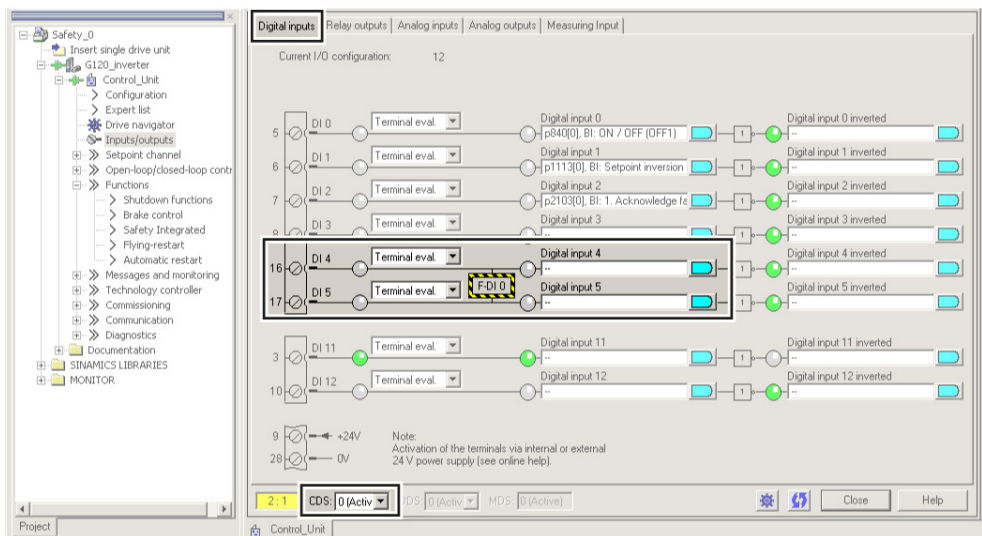 Safety_0
Insert single drive unit
G120_inverter
Control_Unit
Configuration
Expert list
Drive navigator
Inputs/outputs
Setpoint channel
Open-loop/closed-loop contr
Functions
Shutdown functions
Brake control
Safety Integrated
Flying-restart
Automatic restart
Messages and monitoring
Technology controller
Commissioning
Communication
Diagnostics
Documentation
SINAMICS LIBRARIES
MONITOR
Project
Digital inputs Relay outputs Analog inputs Analog outputs Measuring Input
Current I/O configuration: 12
Digital input 0 Digital input 0 inverted
5 DI 0 Terminal eval. p840[0], BI: ON / OFF (OFF1) 1 --
Digital input 1 Digital input 1 inverted
6 DI 1 Terminal eval. p1113[0], BI: Setpoint inversion 1 --
Digital input 2 Digital input 2 inverted
7 DI 2 Terminal eval. p2103[0], BI: 1. Acknowledge fa 1 --
Digital input 3 Digital input 3 inverted
8 DI 3 Terminal eval. -- 1 --
Digital input 4 Digital input 4 inverted
16 DI 4 Terminal eval. -- 1 --
F-DI 0
Digital input 5 Digital input 5 inverted
17 DI 5 Terminal eval. -- 1 --
Digital input 11 Digital input 11 inverted
3 DI 11 Terminal eval. -- 1 --
Digital input 12 Digital input 12 inverted
10 DI 12 Terminal eval. -- 1 --
9 +24V Note:
Activation of the terminals via internal or external
28 0V 24 V power supply (see online help).
2:1 CDS: 0 (Activ DS: 0 (Activ MDS: 0 (Active) Close Help
Control_Unit